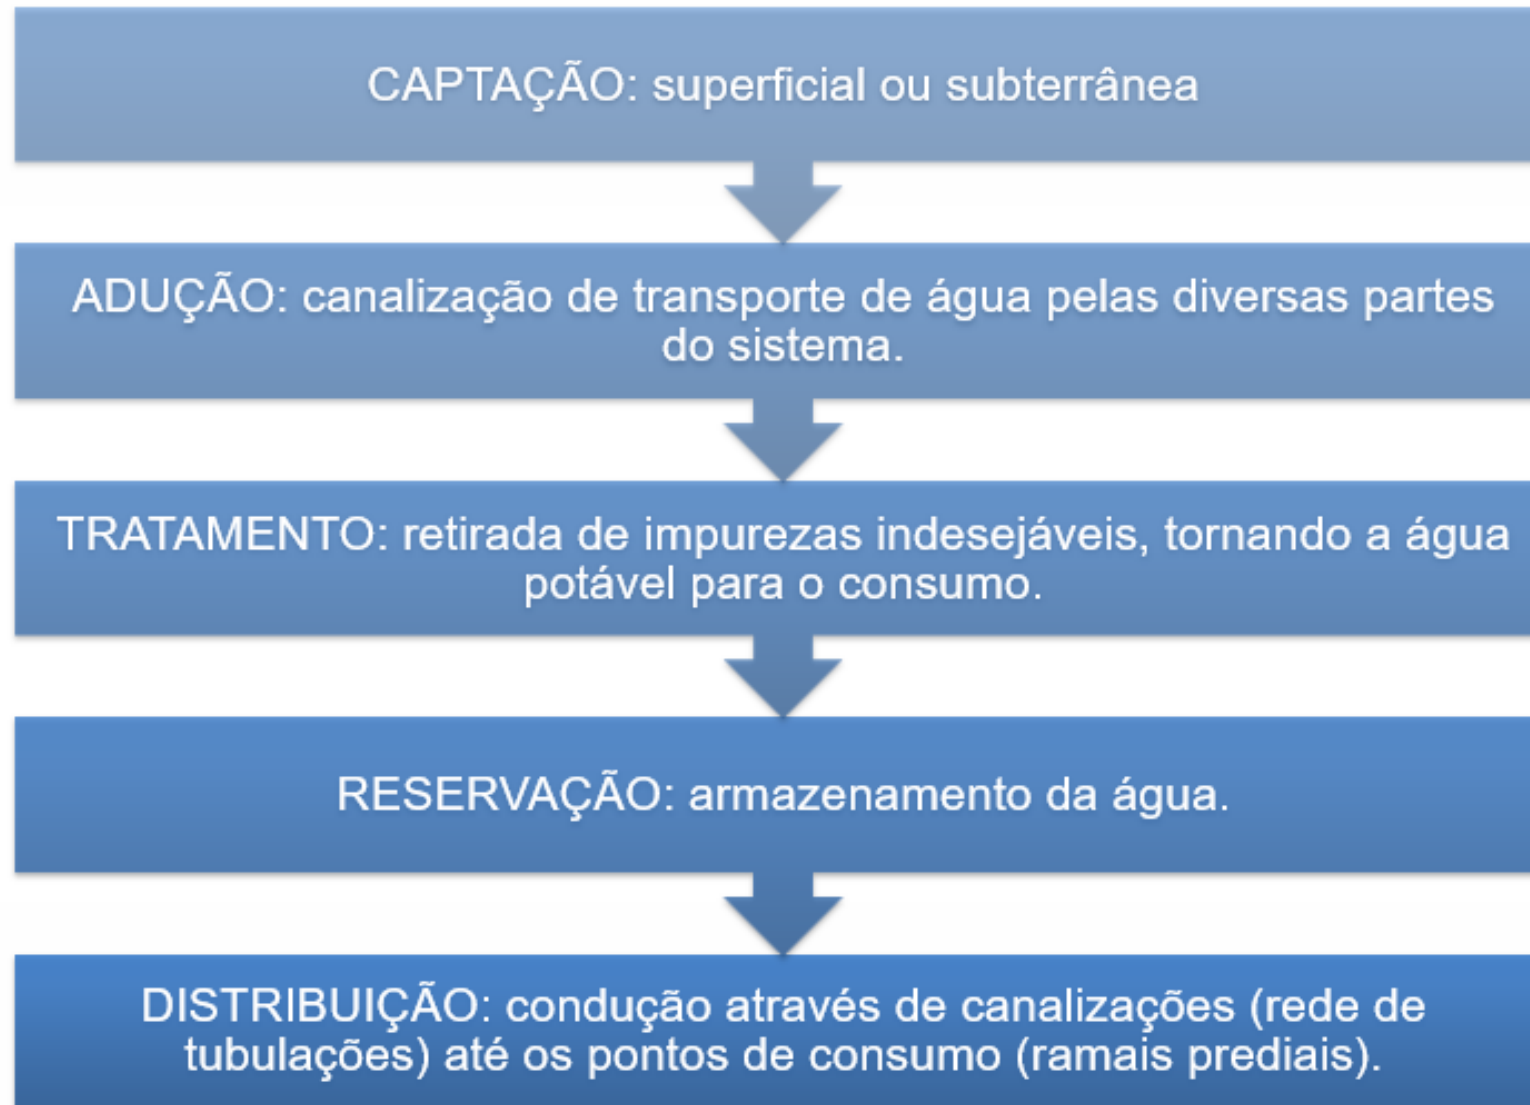 CAPTAÇÃO: superficial ou subterrânea
ADUÇÃO: canalização de transporte de água pelas diversas partes
do sistema.
TRATAMENTO: retirada de impurezas indesejáveis, tornando a água
potável para o consumo.
RESERVAÇÃO: armazenamento da água.
DISTRIBUIÇÃO: condução através de canalizações (rede de
tubulações) até os pontos de consumo (ramais prediais).